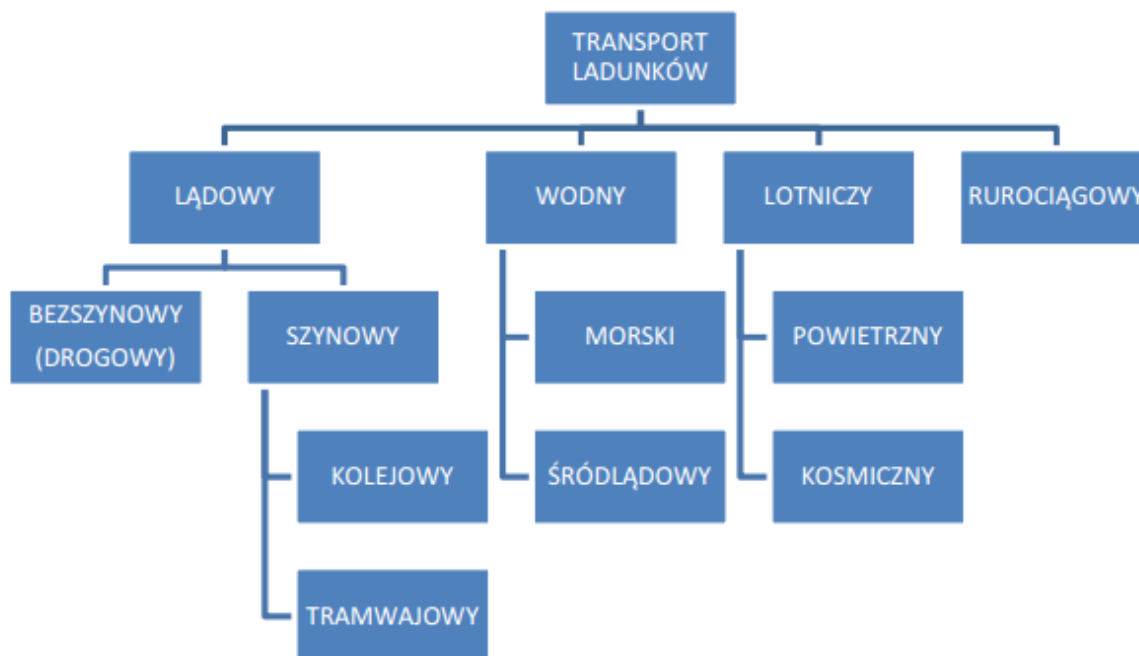 TRANSPORT
LADUNKÓW
LĄDOWY
WODNY
LOTNICZY
RUROCIĄGOWY
BEZSZYNOWY
(DROGOWY)
SZYNOWY
MORSKI
POWIETRZNY
KOLEJOWY
ŚRÓDLĄDOWY
KOSMICZNY
TRAMWAJOWY